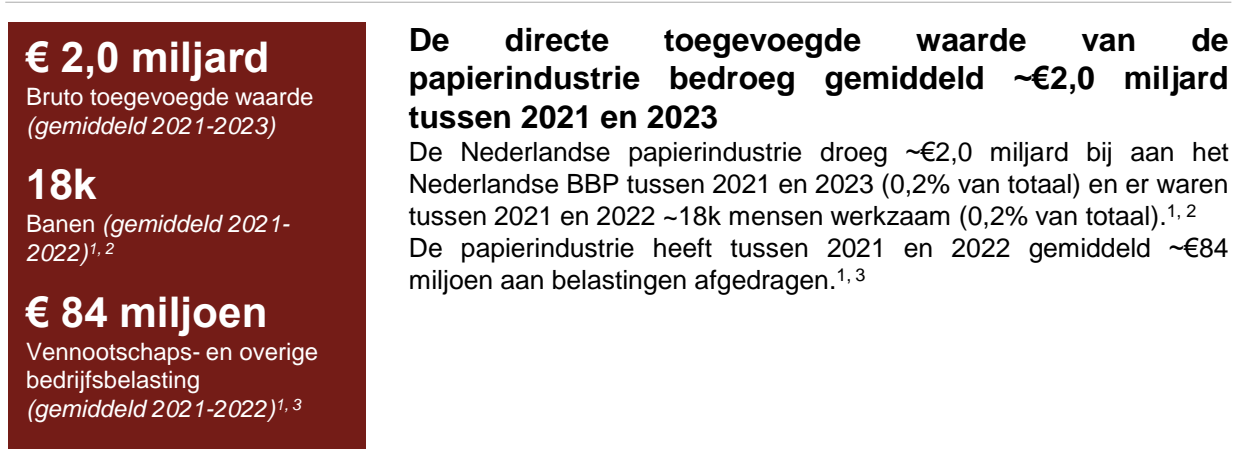 € 2,0 miljard
Bruto toegevoegde waarde
(gemiddeld 2021-2023)
18k
Banen (gemiddeld 2021-
2022)1, 2
€ 84 miljoen
Vennootschaps- en overige
bedrijfsbelasting
(gemiddeld 2021-2022)1, 3
De directe toegevoegde waarde van de
papierindustrie bedroeg gemiddeld ~€2,0 miljard
tussen 2021 en 2023
De Nederlandse papierindustrie droeg ~€2,0 miljard bij aan het
Nederlandse BBP tussen 2021 en 2023 (0,2% van totaal) en er waren
tussen 2021 en 2022 ~18k mensen werkzaam (0,2% van totaal).1, 2
De papierindustrie heeft tussen 2021 en 2022 gemiddeld ~€84
miljoen aan belastingen afgedragen.1, 3